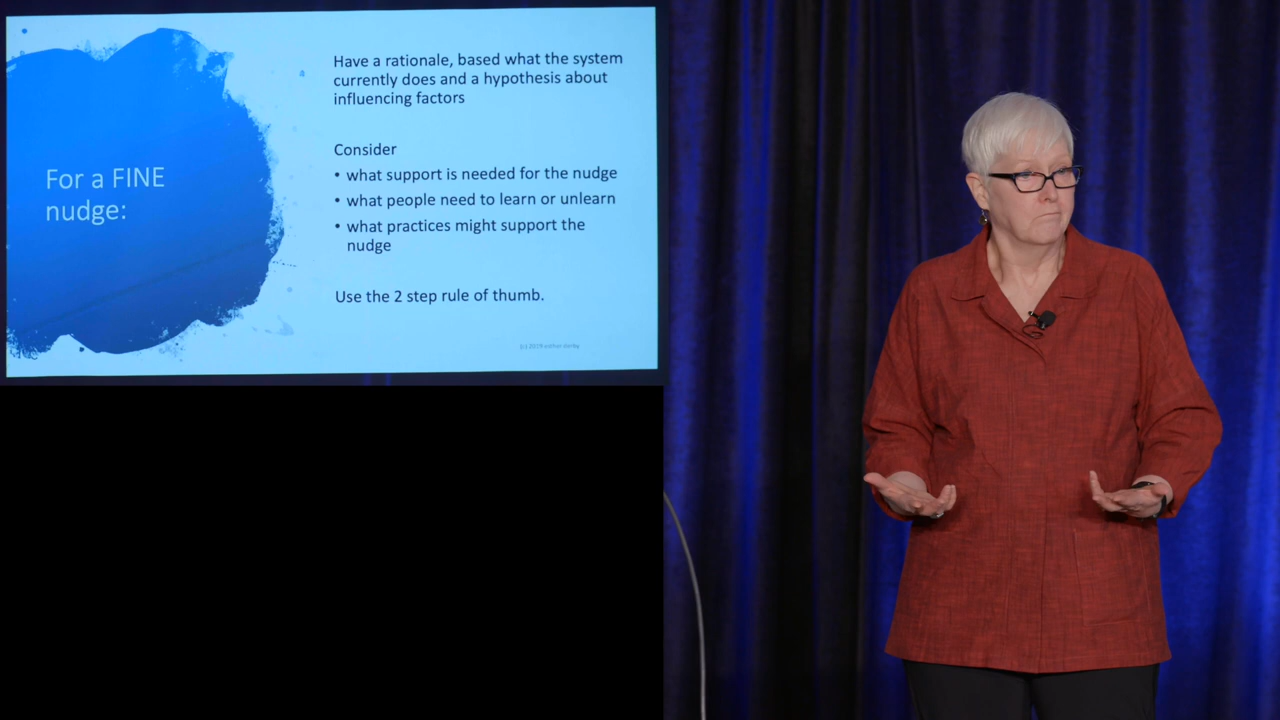 For a FINE
nudge:
Have a rationale, based what the system
currently does and a hypothesis about
influencing factors
Consider
• what support is needed for the nudge
• what people need to learn or unlearn
• what practices might support the
nudge
Use the 2 step rule of thumb.